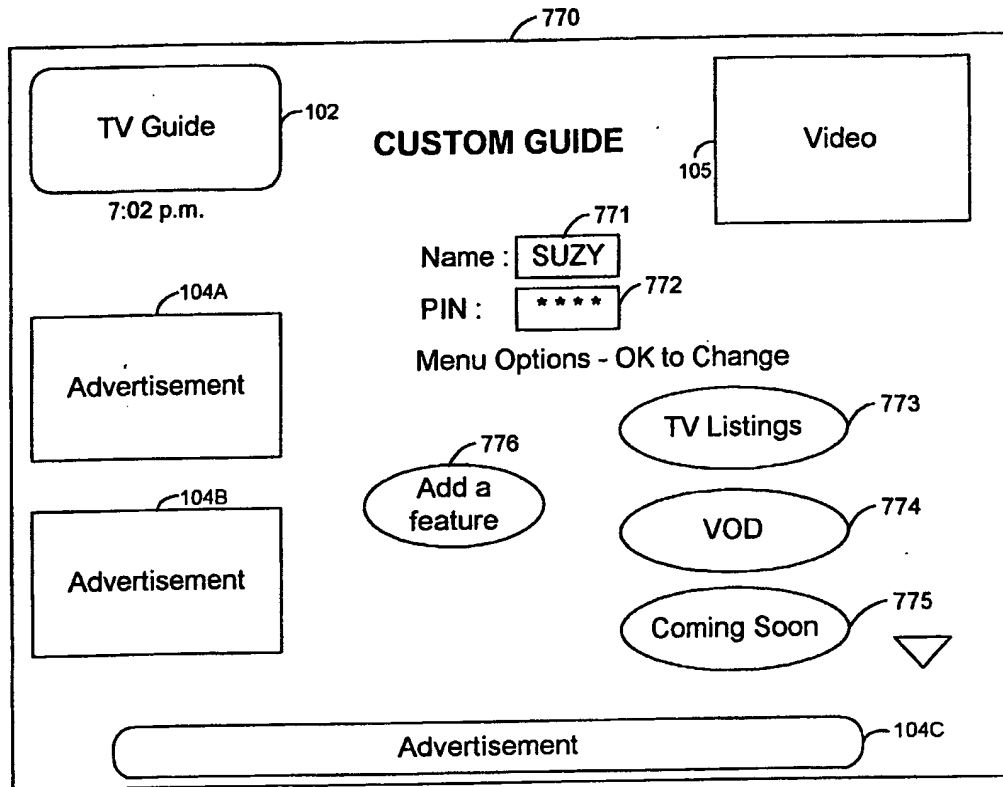 770
TV Guide
102
CUSTOM GUIDE
Video
105
7:02 p.m.
771
Name : SUZY
772
PIN : ****
Menu Options - OK to Change
104A
Advertisement
773
TV Listings
776
Add a
feature
104B
Advertisement
774
VOD
775
Coming Soon
Advertisement
104C